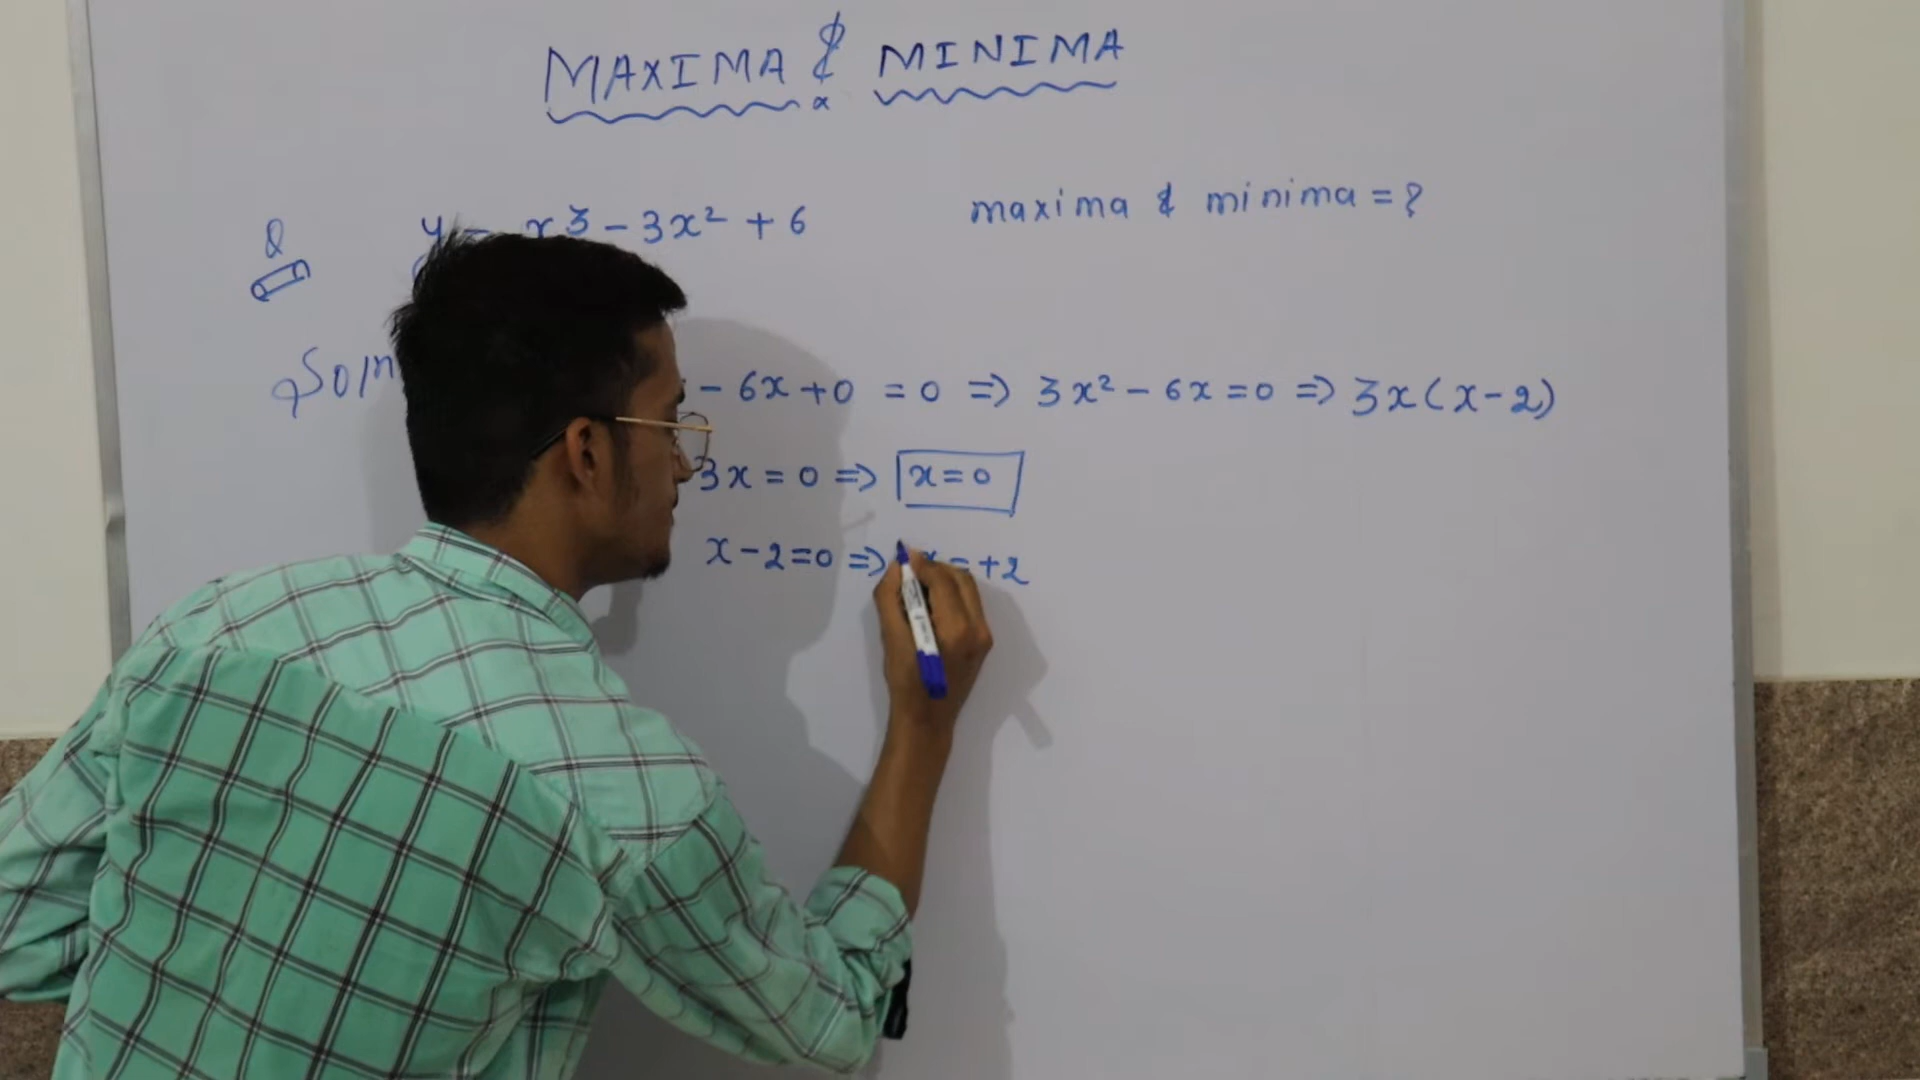 MAXIMA & MINIMA
Q y = x³ - 3x² + 6 maxima & minima = ?
Soln - 6x + 0 = 0 => 3x² - 6x = 0 => 3x(x-2)
3x = 0 => x = 0
x - 2 = 0 => x = +2